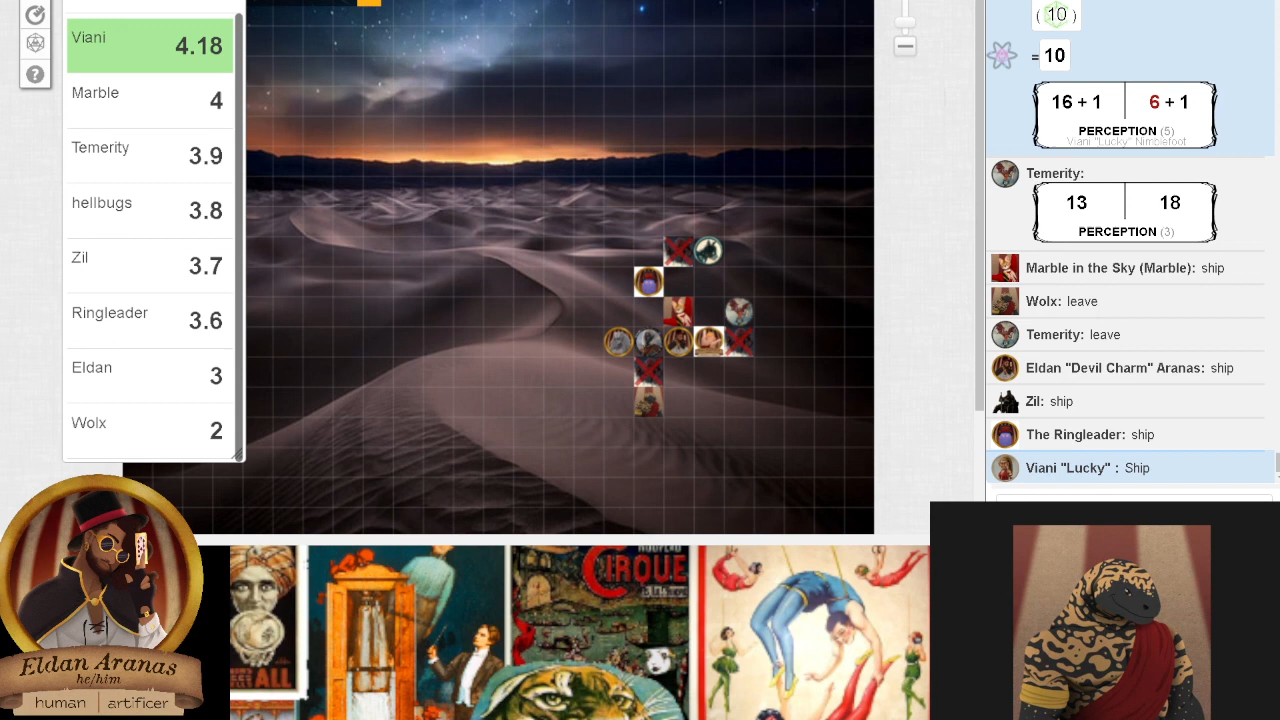 Viani
4.18
Marble
4
Temerity
3.9
hellbugs
3.8
Zil
3.7
Ringleader
3.6
Eldan
3
Wolx
2
( 10 )
= 10
16 + 1
6 + 1
PERCEPTION (5)
Viani "Lucky" Nimblefoot
Temerity:
13
18
PERCEPTION (3)
Marble in the Sky (Marble): ship
Wolx: leave
Temerity: leave
Eldan "Devil Charm" Aranas: ship
Zil: ship
The Ringleader: ship
Viani "Lucky" : Ship
Eldan Aranas
he/him
human | artificer
ALL
CIRQUE